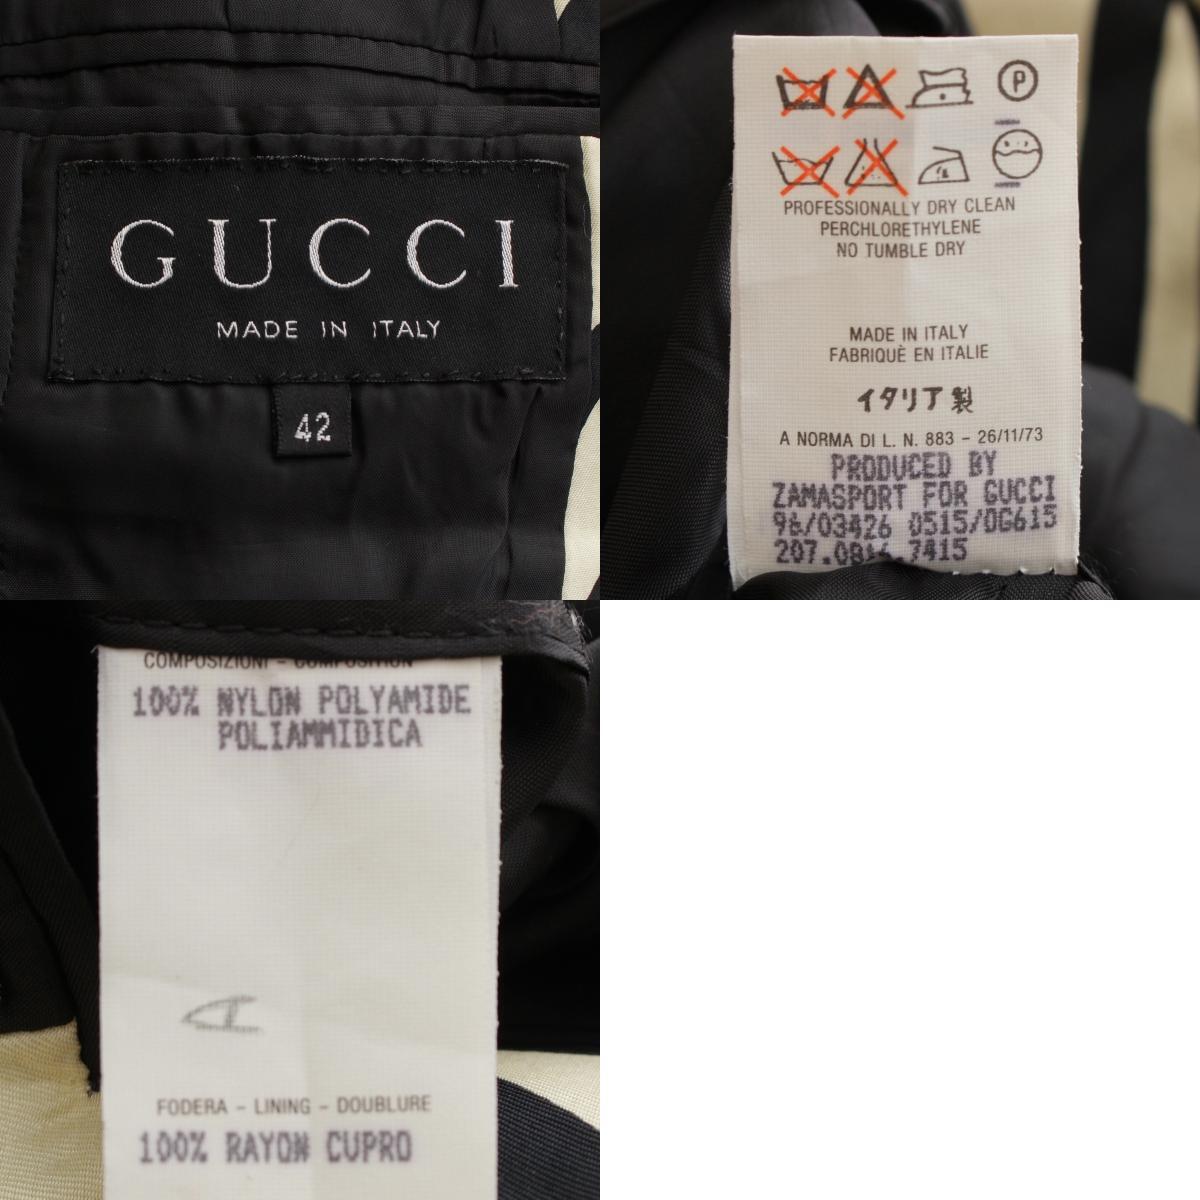 GUCCI
MADE IN ITALY
42
P
PROFESSIONALLY DRY CLEAN
PERCHLORETHYLENE
NO TUMBLE DRY
MADE IN ITALY
FABRIQUÈ EN ITALIE
イタリア製
A NORMA DI L. N. 883 - 26/11/73
PRODUCED BY
ZAMASPORT FOR GUCCI
96/03426 0515/0G615
7415
COMPOSIZIONI - COMPOSITION
100% NYLON POLYAMIDE
POLIAMMIDICA
A
FODERA - LINING - DOUBLURE
100% RAYON CUPRO